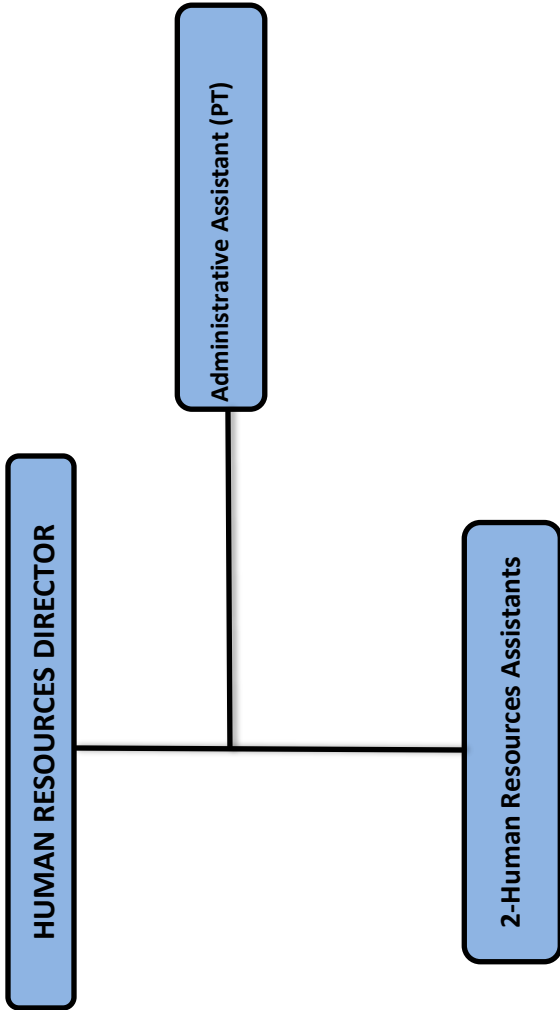 HUMAN RESOURCES DIRECTOR
Administrative Assistant (PT)
2-Human Resources Assistants